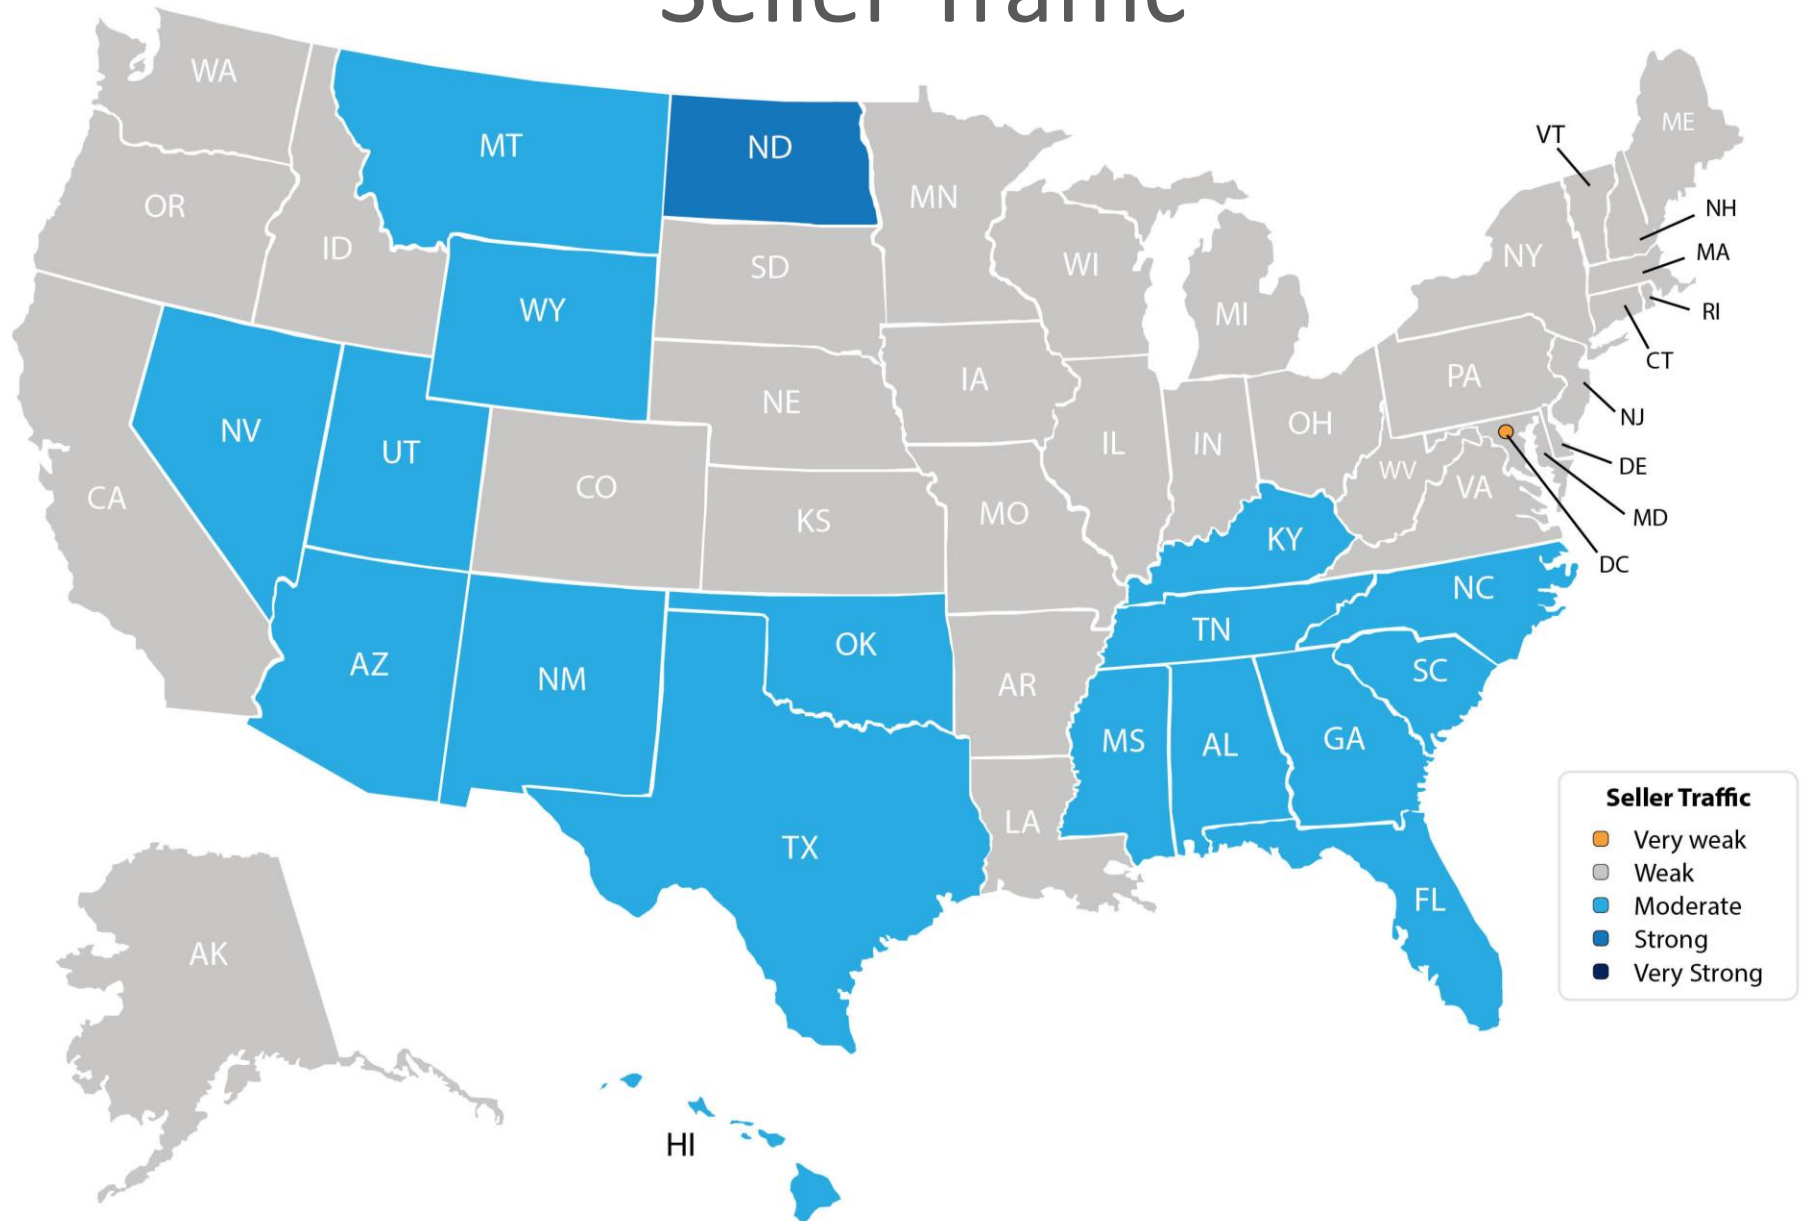 Seller Traffic
WA
MT
ND
MN
ME
VT
OR
ID
SD
WI
MI
NY
NH
MA
RI
CT
WY
NE
IA
PA
NJ
NV
UT
CO
IL
IN
OH
WV
VA
DE
MD
DC
CA
KS
MO
KY
NC
TN
AZ
NM
OK
AR
SC
MS
AL
GA
TX
LA
FL
AK
HI
Seller Traffic
Very weak
Weak
Moderate
Strong
Very Strong